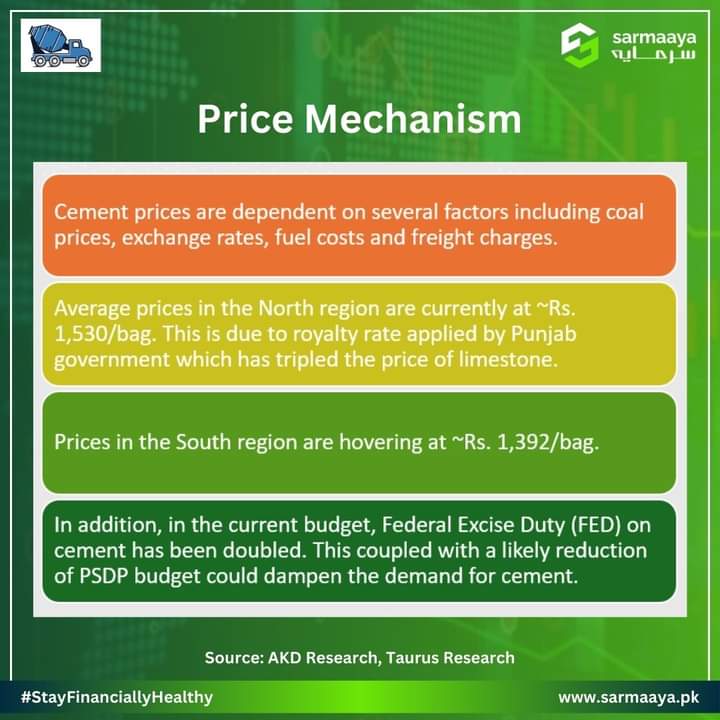 sarmaaya
سرمایہ
Price Mechanism
Cement prices are dependent on several factors including coal
prices, exchange rates, fuel costs and freight charges.
Average prices in the North region are currently at ~Rs.
1,530/bag. This is due to royalty rate applied by Punjab
government which has tripled the price of limestone.
Prices in the South region are hovering at ~Rs. 1,392/bag.
In addition, in the current budget, Federal Excise Duty (FED) on
cement has been doubled. This coupled with a likely reduction
of PSDP budget could dampen the demand for cement.
Source: AKD Research, Taurus Research
#StayFinanciallyHealthy
www.sarmaaya.pk